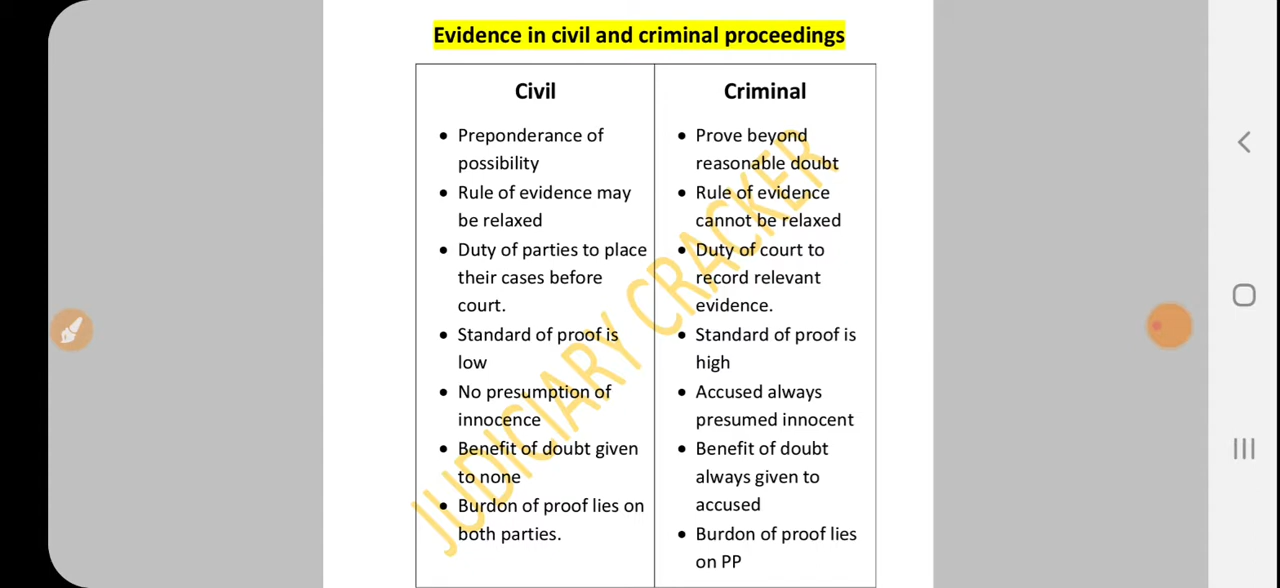 Evidence in civil and criminal proceedings
Civil
• Preponderance of
possibility
• Rule of evidence may
be relaxed
• Duty of parties to place
their cases before
court.
• Standard of proof is
low
• No presumption of
innocence
• Benefit of doubt given
to none
• Burdon of proof lies on
both parties.
Criminal
• Prove beyond
reasonable doubt
• Rule of evidence
cannot be relaxed
• Duty of court to
record relevant
evidence.
• Standard of proof is
high
• Accused always
presumed innocent
• Benefit of doubt
always given to
accused
• Burdon of proof lies
on PP
JUDICIARY CRACKER